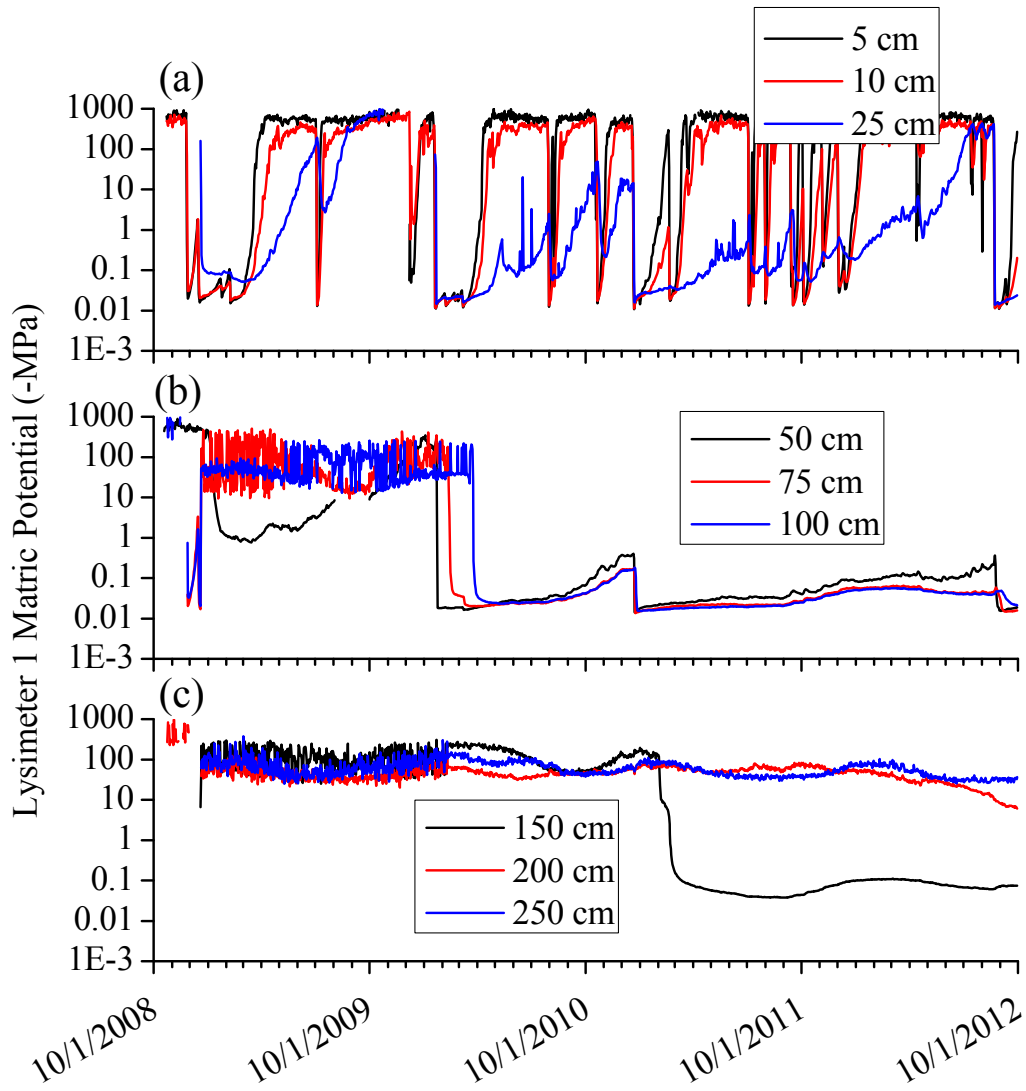 Lysimeter 1 Matric Potential (-MPa)
(a)
1000
100
10
1
0.1
0.01
1E-3
5 cm
10 cm
25 cm
(b)
1000
100
10
1
0.1
0.01
1E-3
50 cm
75 cm
100 cm
(c)
1000
100
10
1
0.1
0.01
1E-3
150 cm
200 cm
250 cm
10/1/2008
10/1/2009
10/1/2010
10/1/2011
10/1/2012